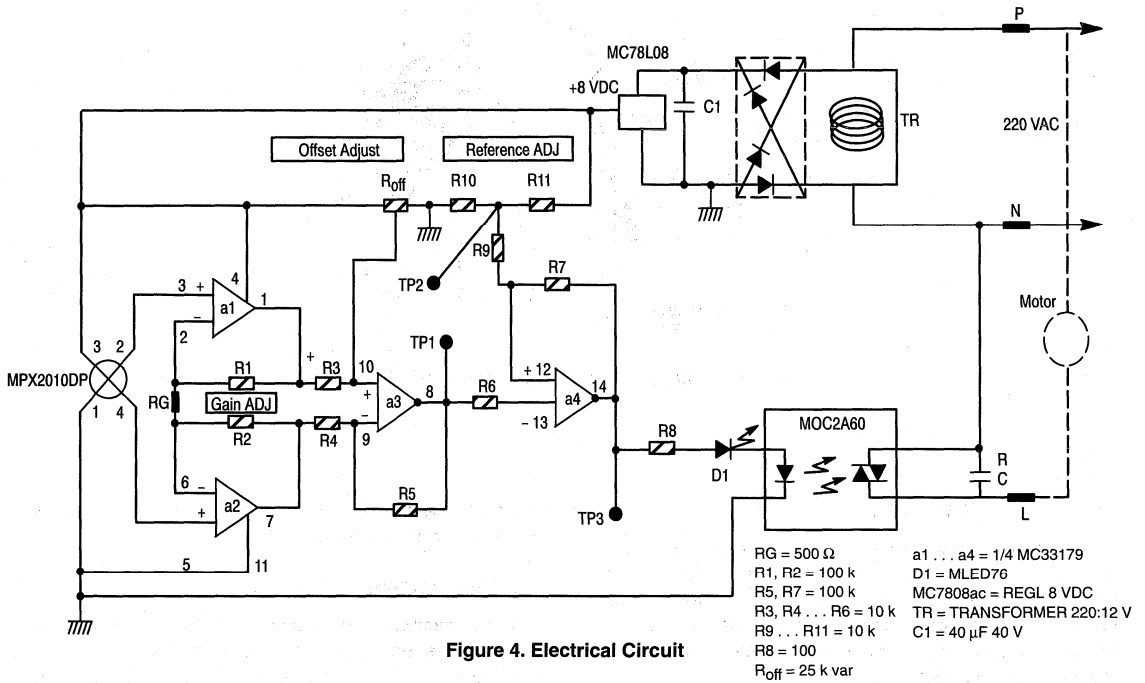 P
MC78L08
+8 VDC
C1
TR
220 VAC
Offset Adjust
Reference ADJ
Roff
R10
R11
N
R9
TP2
R7
3
+
4
a1
1
−
2
Motor
TP1
3
2
MPX2010DP
1
4
R1
+
R3
10
RG
Gain ADJ
R2
R4
+
a3
8
−
9
R6
+ 12
a4
14
− 13
MOC2A60
R8
D1
R
C
L
6
−
a2
+
7
R5
TP3
5
11
RG = 500 Ω
R1, R2 = 100 k
R5, R7 = 100 k
R3, R4 . . . R6 = 10 k
R9 . . . R11 = 10 k
R8 = 100
Roff = 25 k var
a1 . . . a4 = 1/4 MC33179
D1 = MLED76
MC7808ac = REGL 8 VDC
TR = TRANSFORMER 220:12 V
C1 = 40 µF 40 V
Figure 4. Electrical Circuit